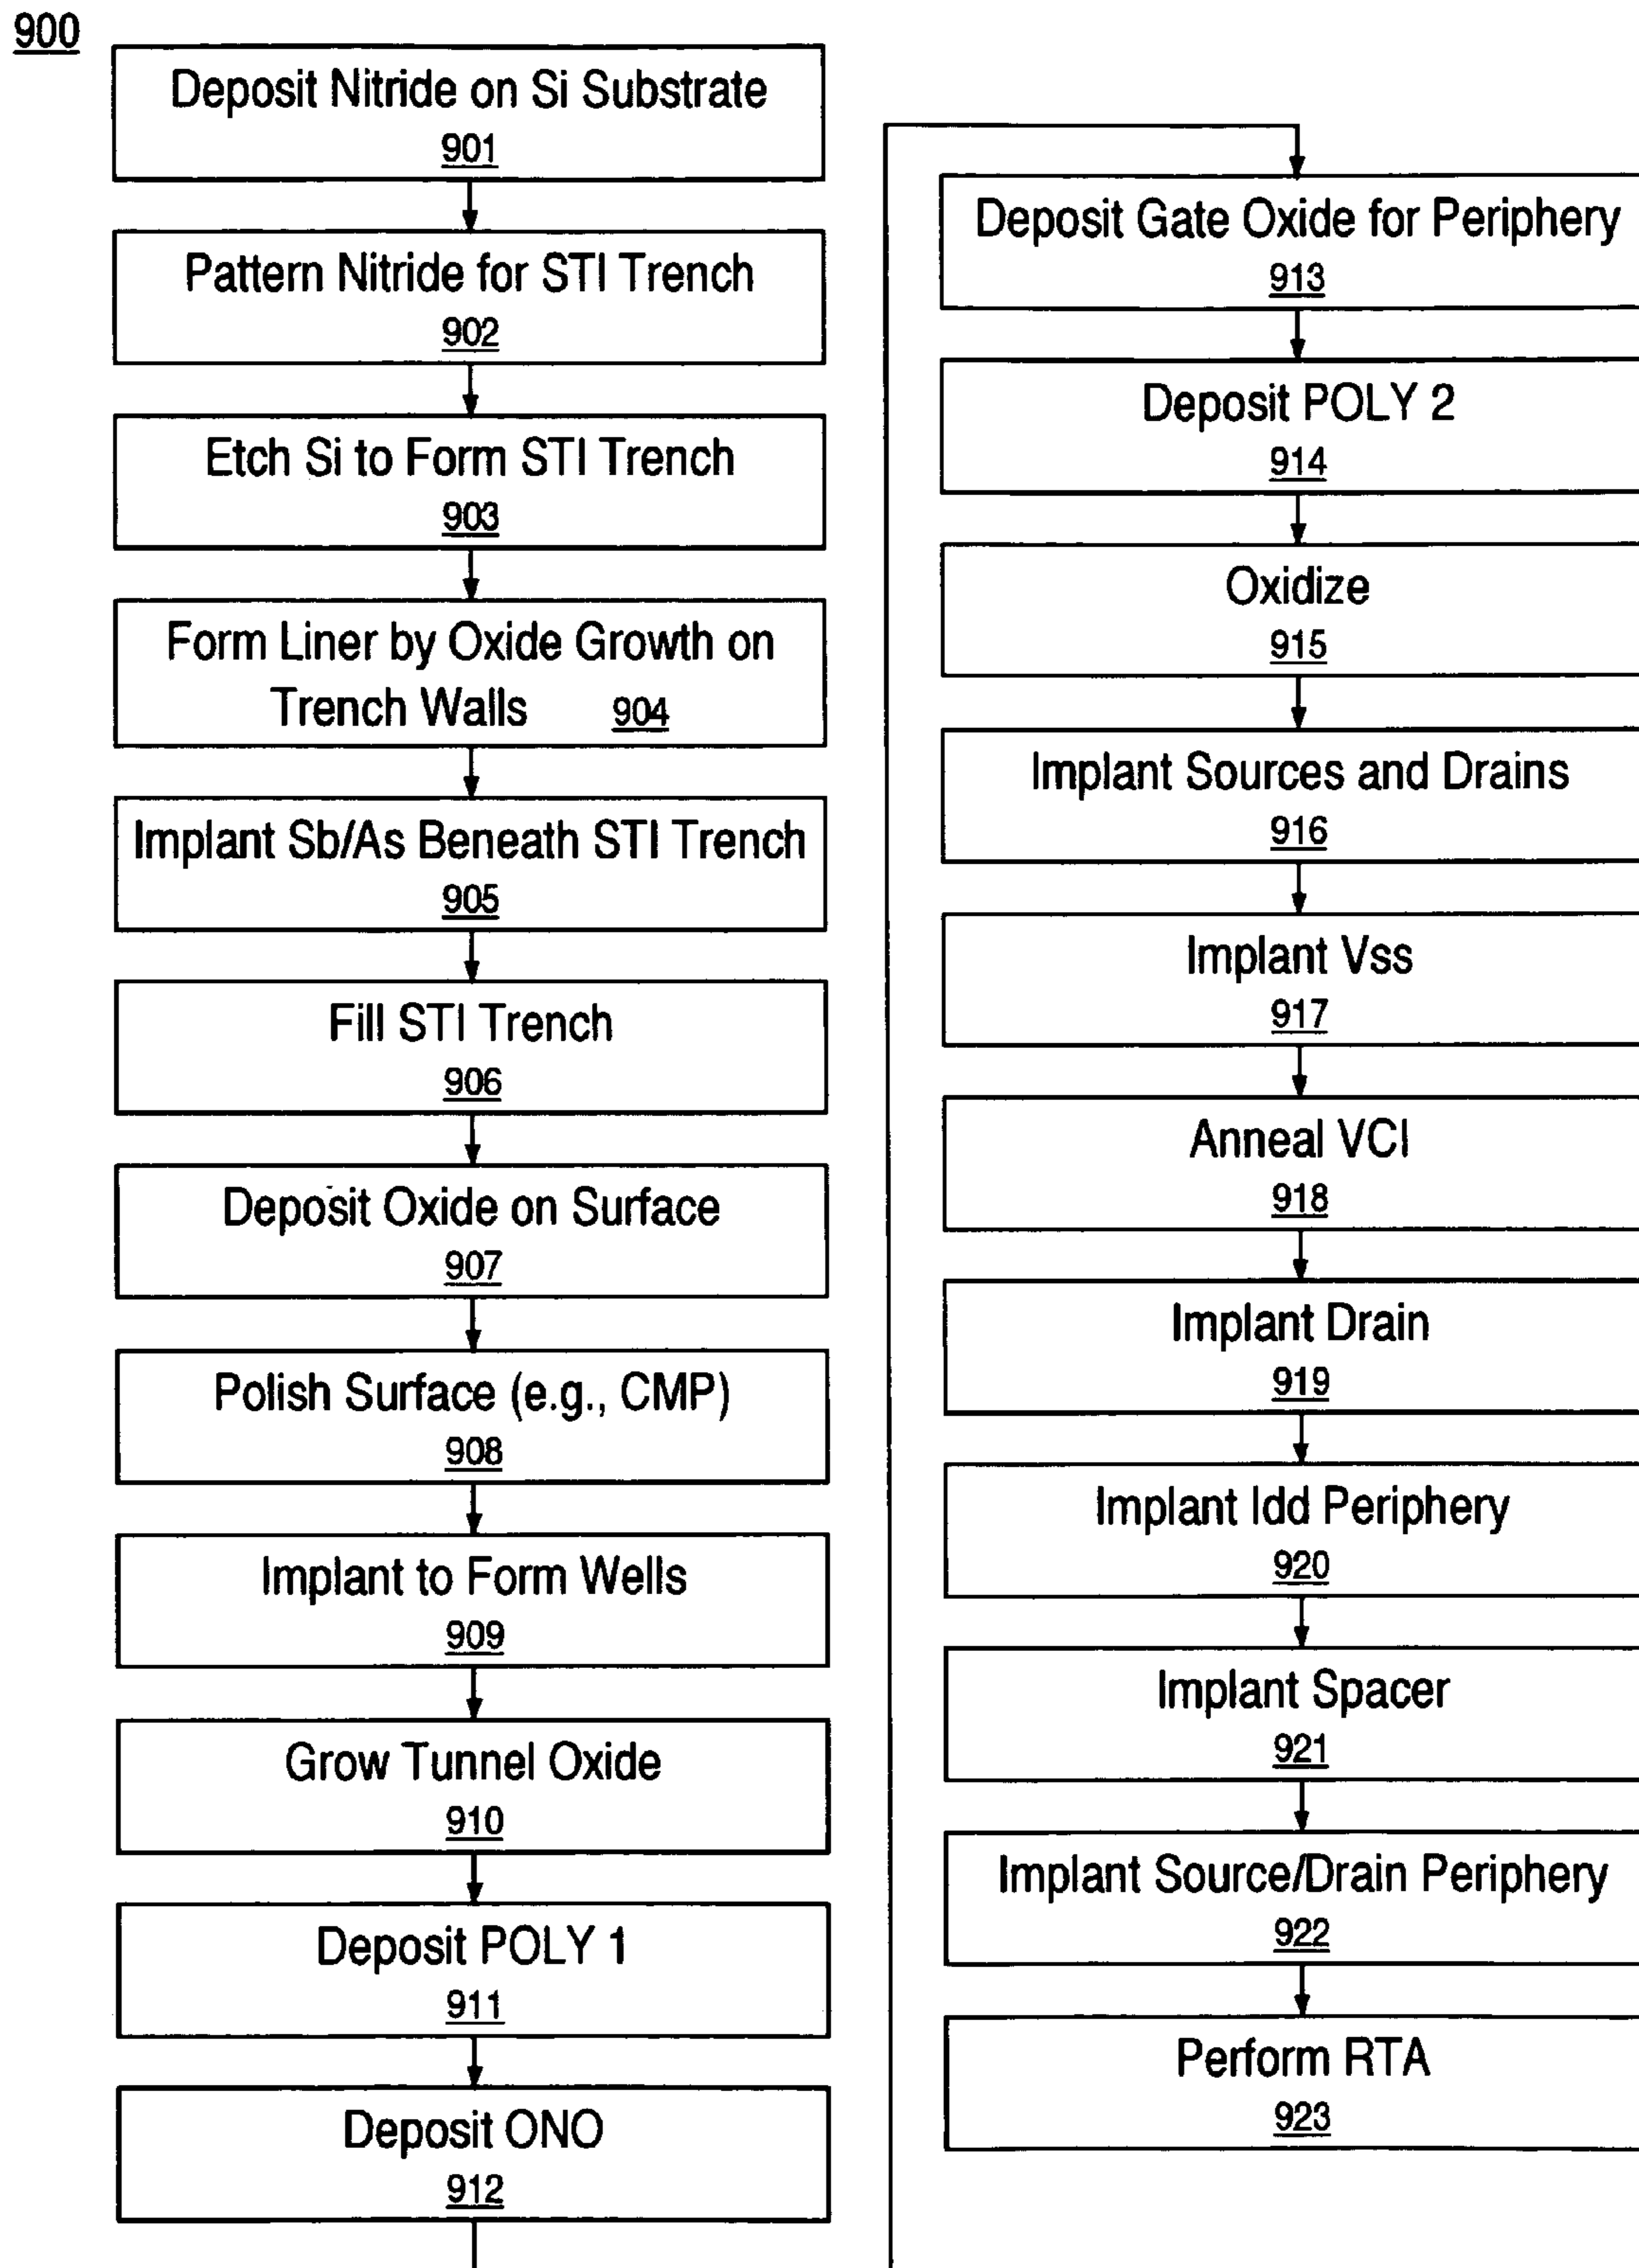 900
Deposit Nitride on Si Substrate
901
Pattern Nitride for STI Trench
902
Etch Si to Form STI Trench
903
Form Liner by Oxide Growth on
Trench Walls 904
Implant Sb/As Beneath STI Trench
905
Fill STI Trench
906
Deposit Oxide on Surface
907
Polish Surface (e.g., CMP)
908
Implant to Form Wells
909
Grow Tunnel Oxide
910
Deposit POLY 1
911
Deposit ONO
912
Deposit Gate Oxide for Periphery
913
Deposit POLY 2
914
Oxidize
915
Implant Sources and Drains
916
Implant Vss
917
Anneal VCI
918
Implant Drain
919
Implant Idd Periphery
920
Implant Spacer
921
Implant Source/Drain Periphery
922
Perform RTA
923